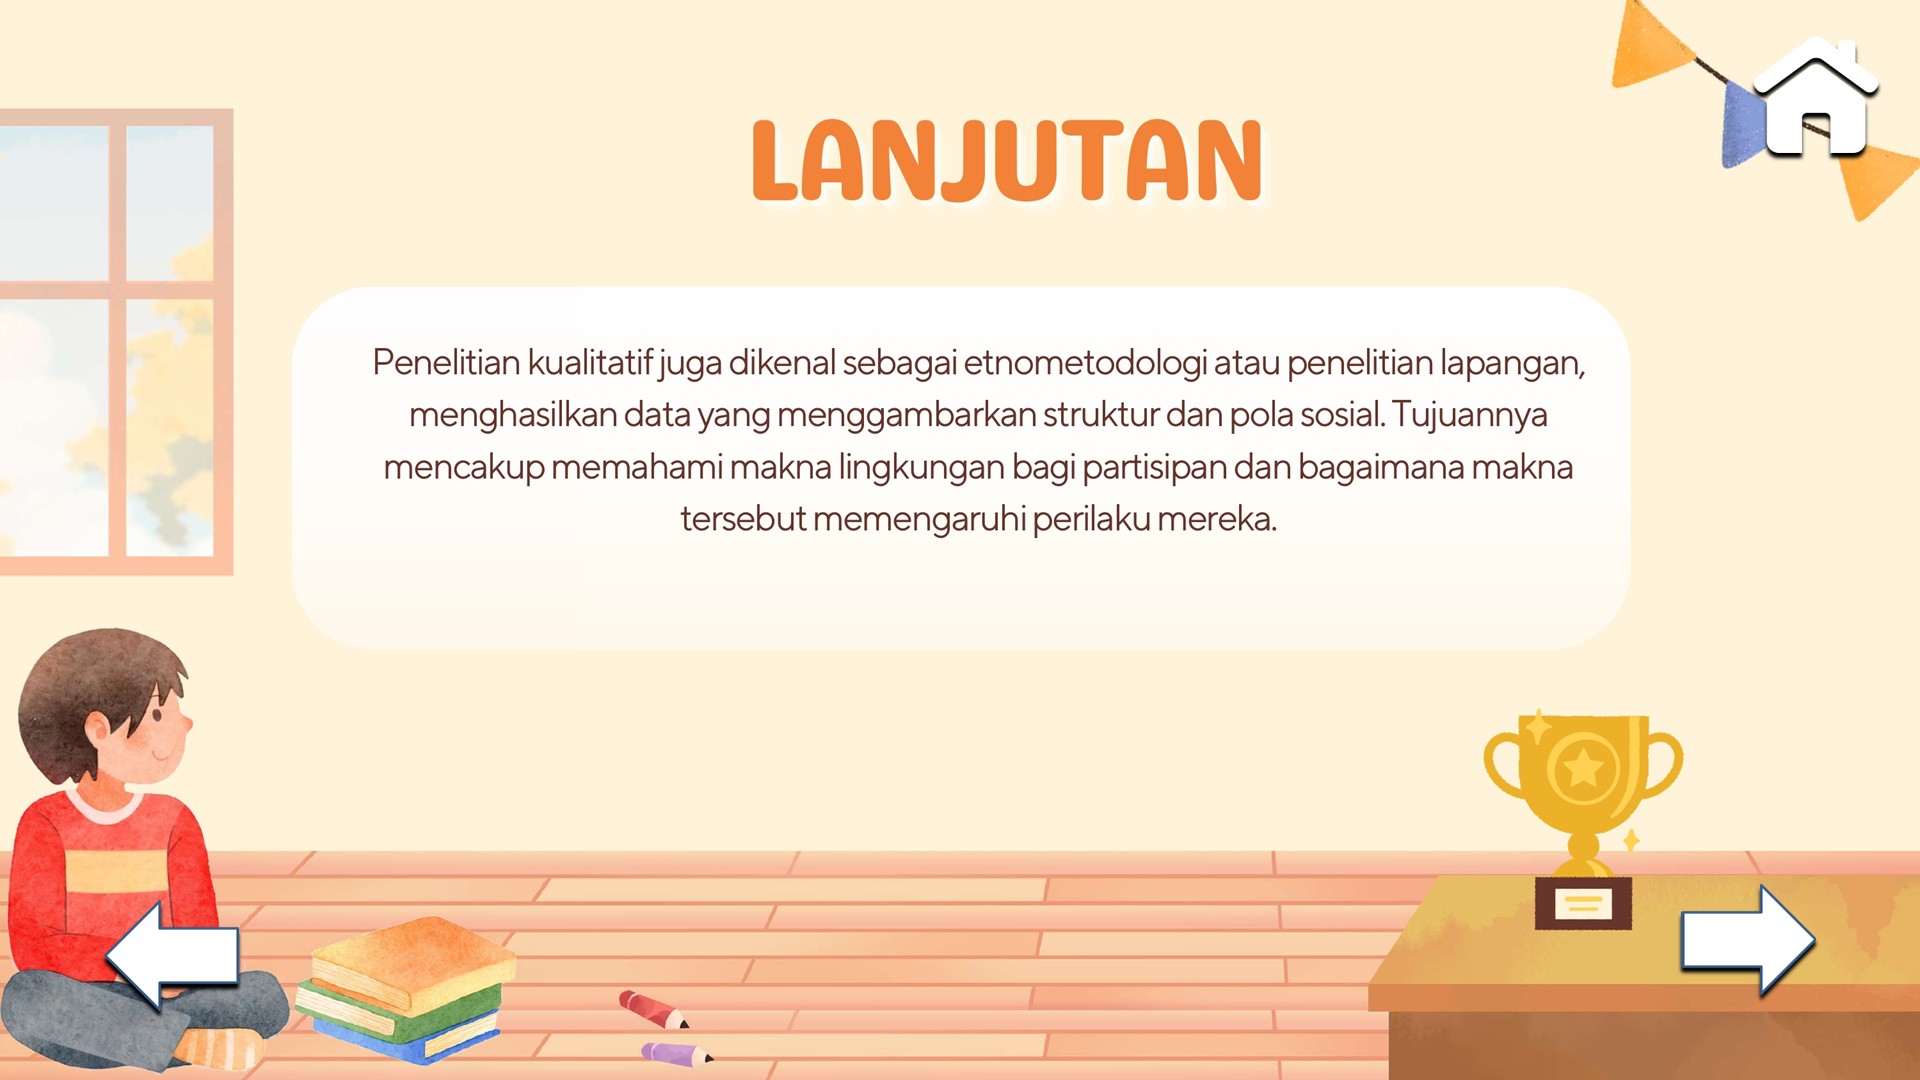 LANJUTAN
Penelitian kualitatif juga dikenal sebagai etnometodologi atau penelitian lapangan,
menghasilkan data yang menggambarkan struktur dan pola sosial. Tujuannya
mencakup memahami makna lingkungan bagi partisipan dan bagaimana makna
tersebut memengaruhi perilaku mereka.